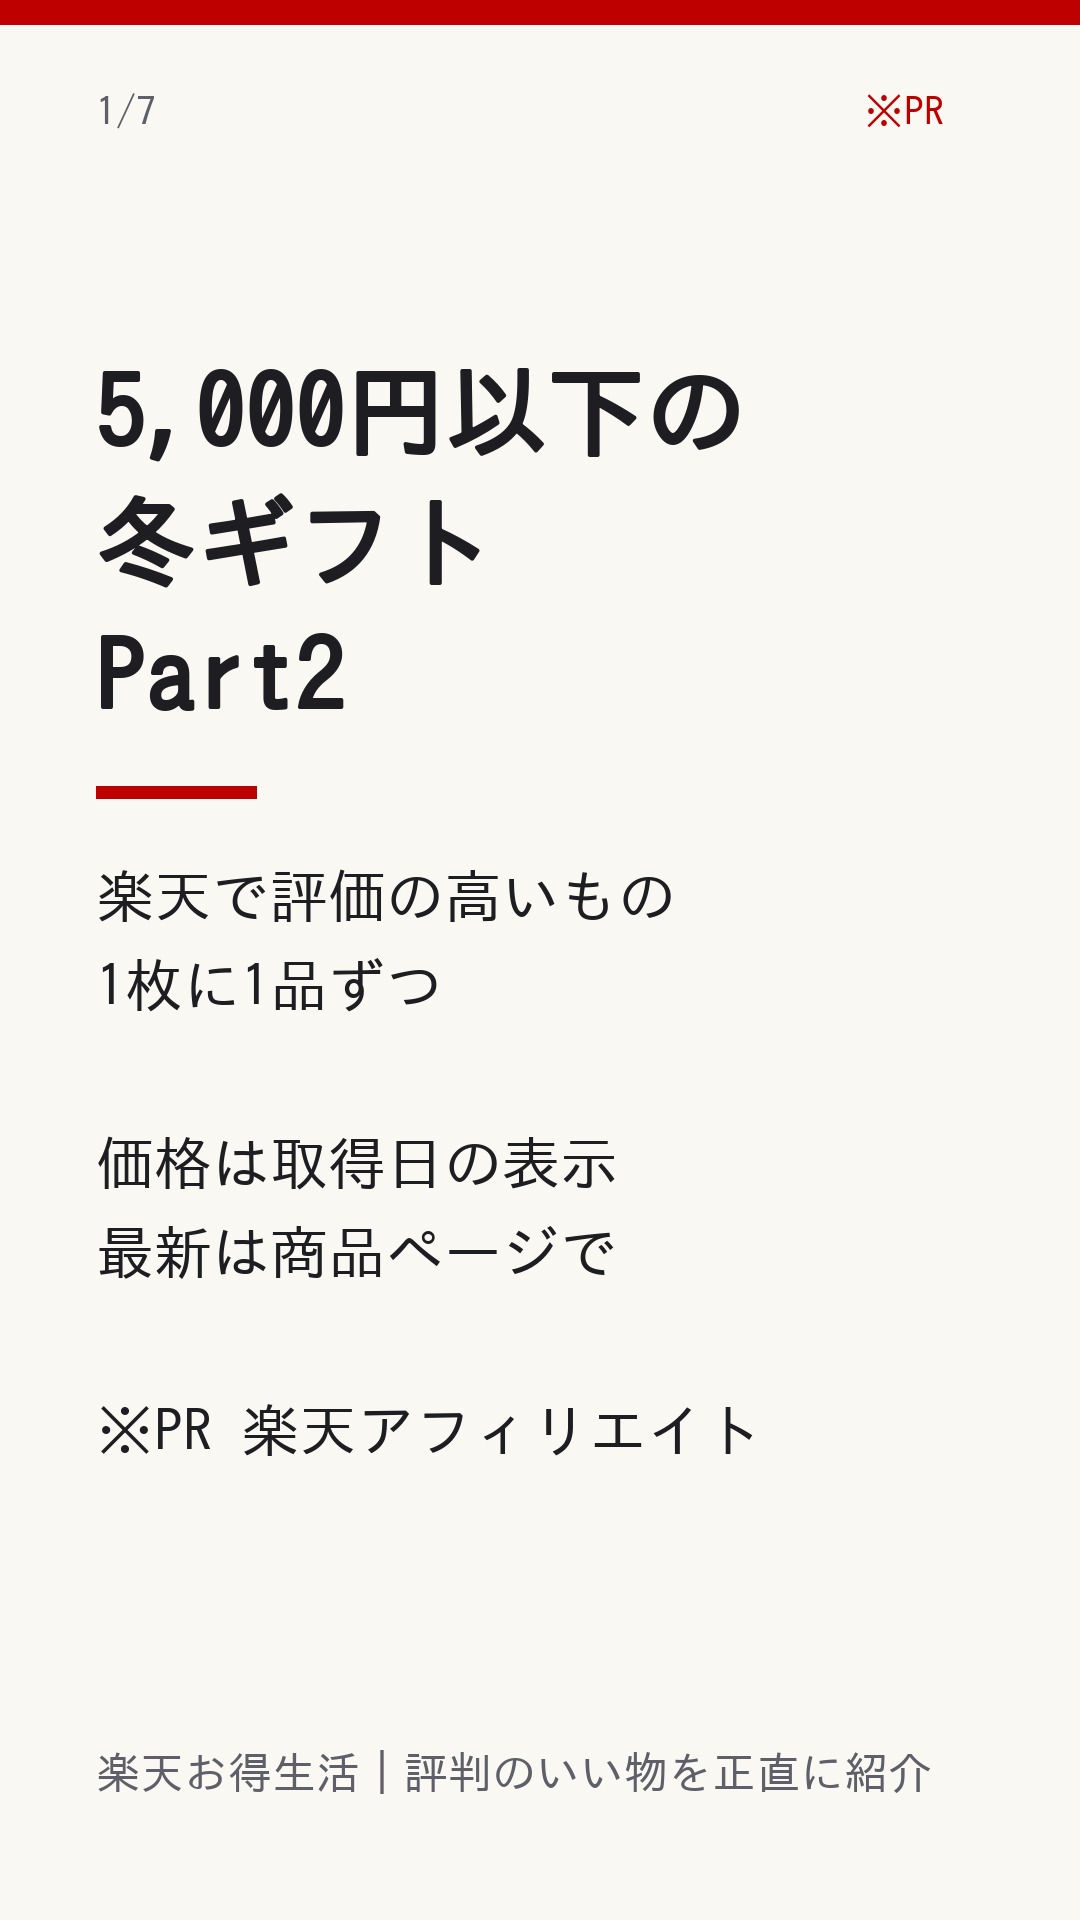 1/7
※PR
5,000円以下の
冬ギフト
Part2
楽天で評価の高いもの
1枚に1品ずつ
価格は取得日の表示
最新は商品ページで
※PR 楽天アフィリエイト
楽天お得生活｜評判のいい物を正直に紹介